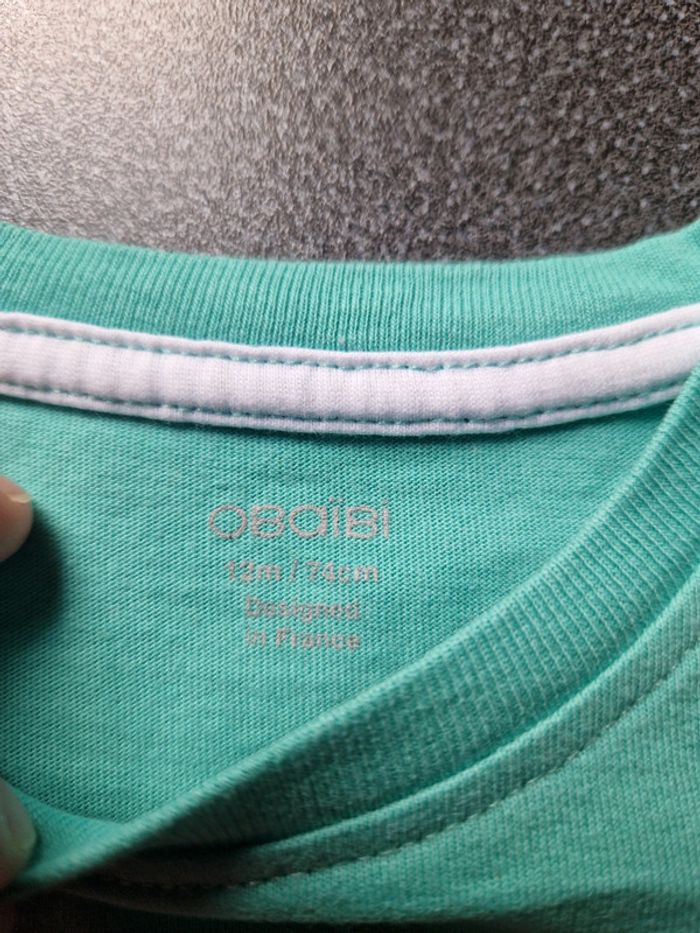 OBaïBi
12m / 74cm
Designed
in France